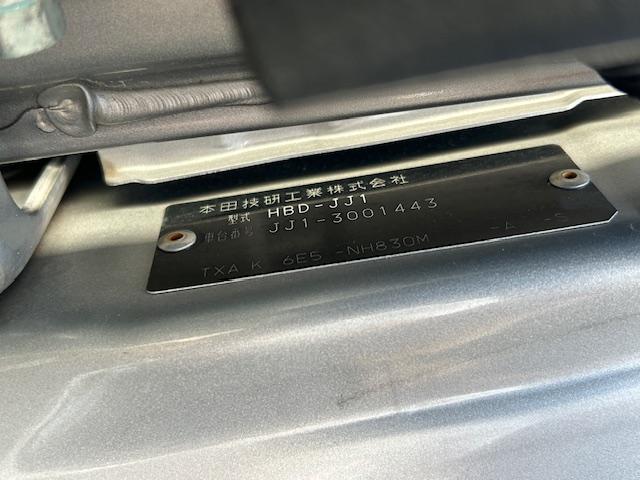 本田技研工業株式会社
型式 HBD-JJ1
車台番号 JJ1-3001443
TXA K 6E5 -NH830M -A -S